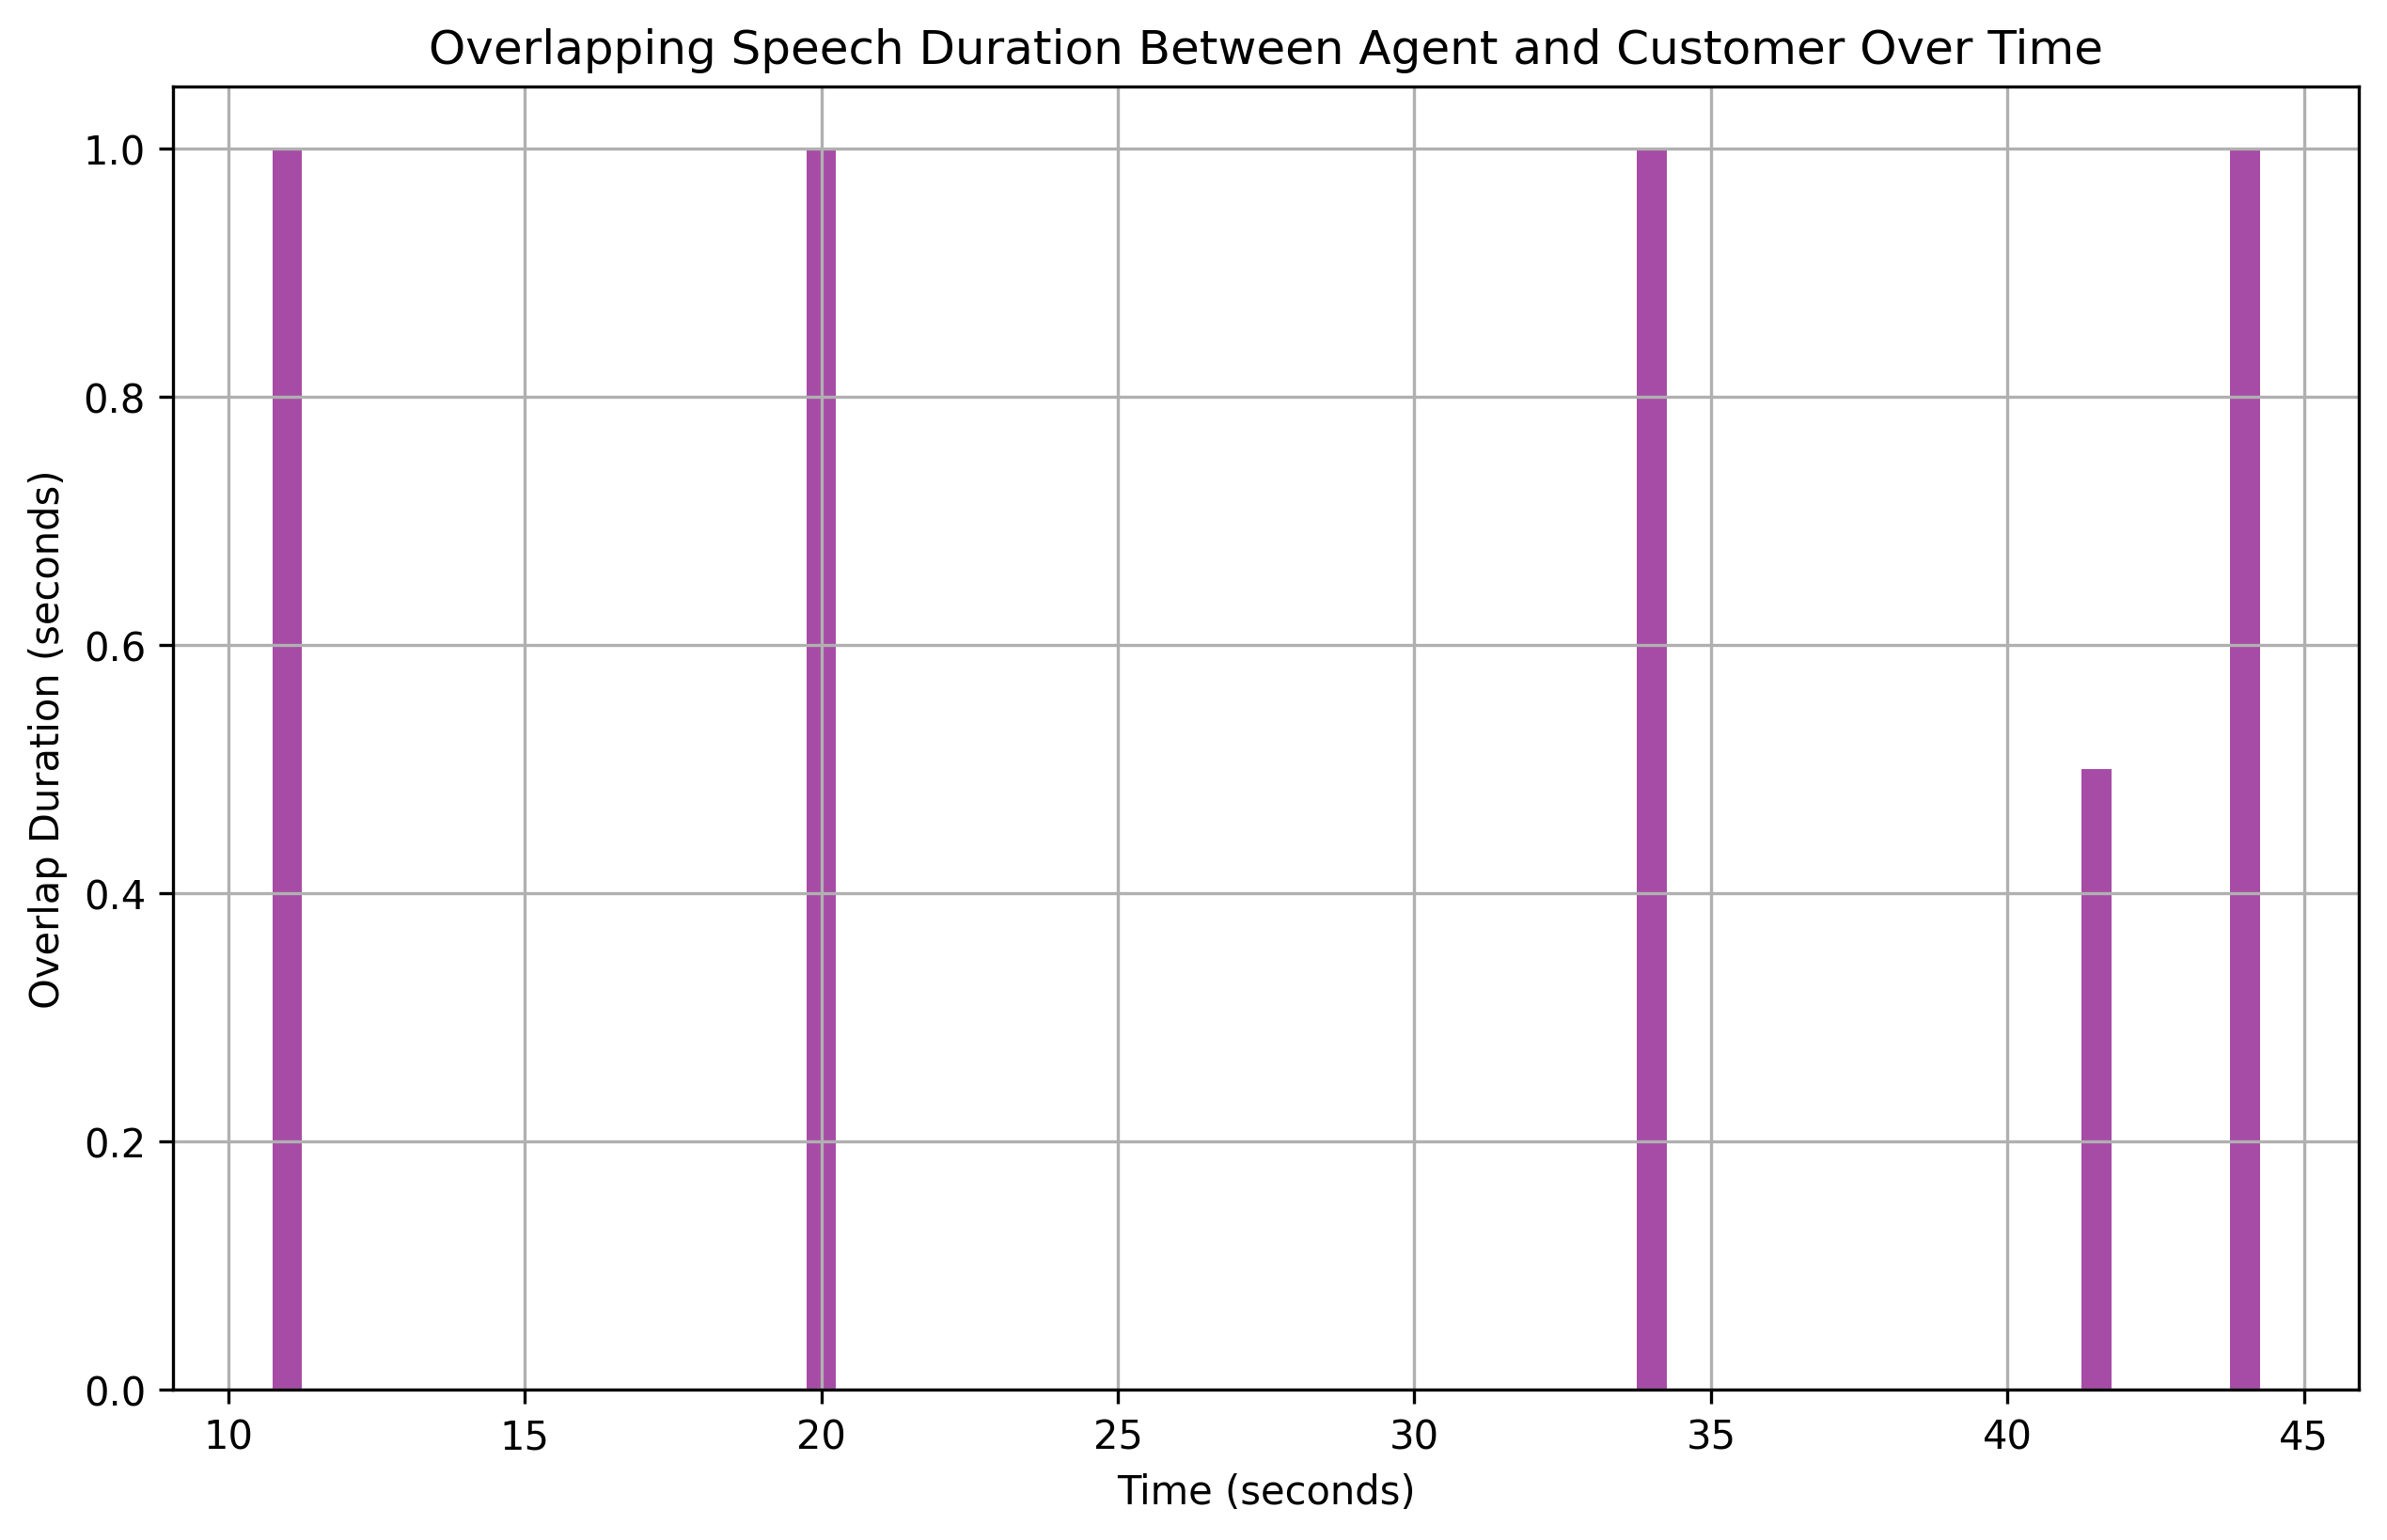 Overlapping Speech Duration Between Agent and Customer Over Time
Overlap Duration (seconds)
1.0
0.8
0.6
0.4
0.2
0.0
10 15 20 25 30 35 40 45
Time (seconds)